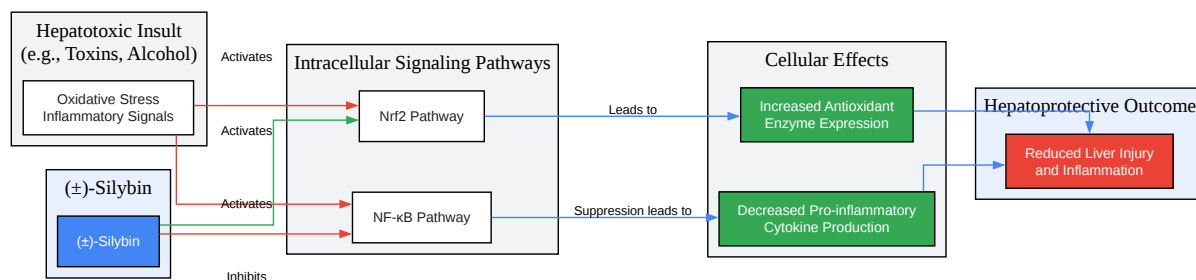 Hepatotoxic Insult
(e.g., Toxins, Alcohol)
Oxidative Stress
Inflammatory Signals
(±)-Silybin
(±)-Silybin
Activates
Activates
Activates
Inhibits
Intracellular Signaling Pathways
Nrf2 Pathway
NF-κB Pathway
Leads to
Suppression leads to
Cellular Effects
Increased Antioxidant
Enzyme Expression
Decreased Pro-inflammatory
Cytokine Production
Hepatoprotective Outcome
Reduced Liver Injury
and Inflammation